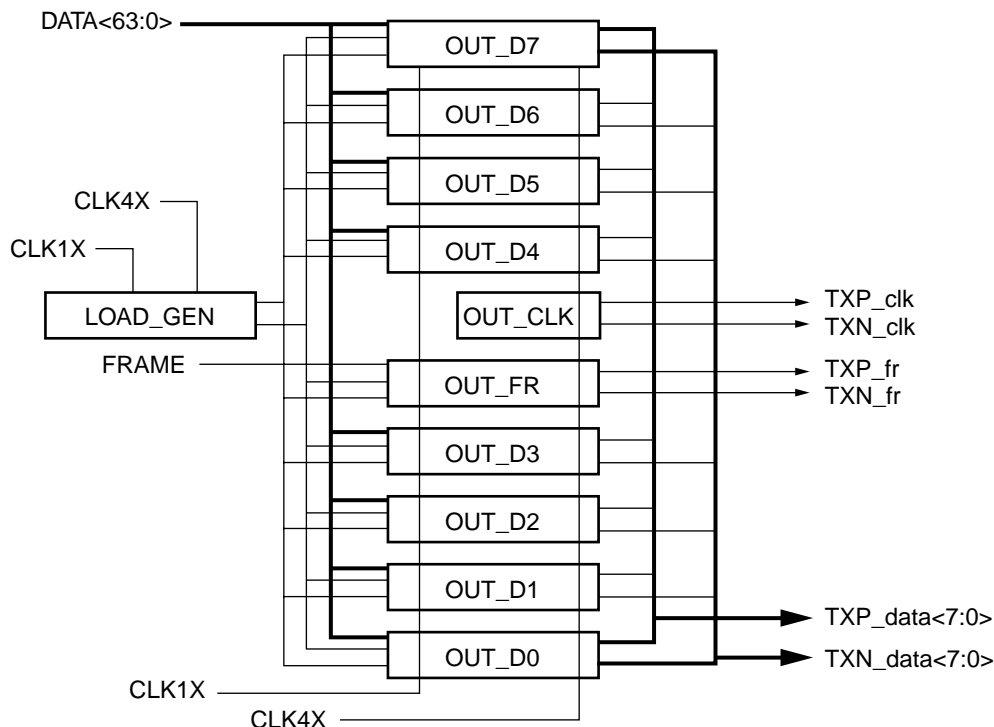 DATA<63:0>
OUT_D7
OUT_D6
OUT_D5
CLK4X
CLK1X
OUT_D4
LOAD_GEN
OUT_CLK
TXP_clk
TXN_clk
FRAME
OUT_FR
TXP_fr
TXN_fr
OUT_D3
OUT_D2
OUT_D1
TXP_data<7:0>
OUT_D0
TXN_data<7:0>
CLK1X
CLK4X